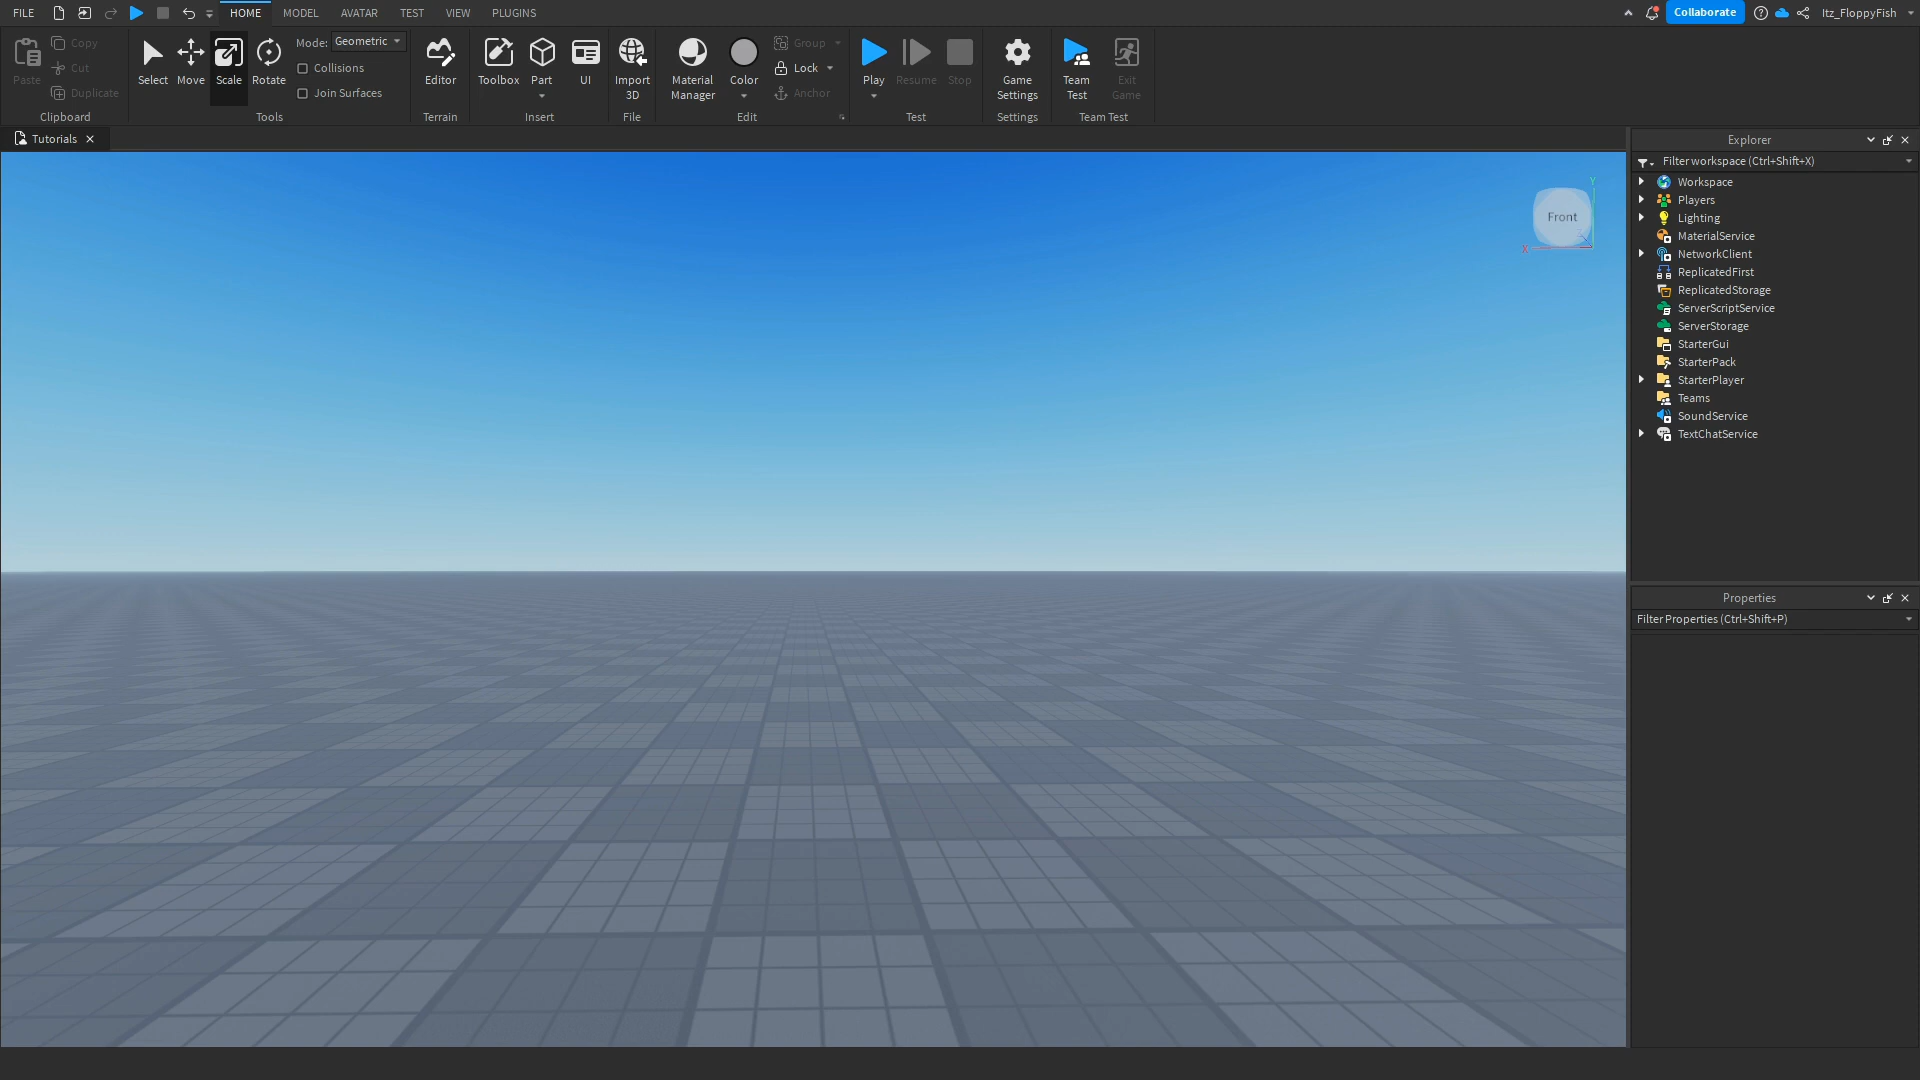 FILE HOME MODEL AVATAR TEST VIEW PLUGINS Collaborate Itz_FloppyFish
Paste Copy Cut Duplicate Clipboard
Select Move Scale Rotate Mode: Geometric Collisions Join Surfaces Tools
Editor Terrain
Toolbox Part UI Insert
Import 3D File
Material Manager Color Group Lock Anchor Edit
Play Resume Stop Test
Game Settings Settings
Team Test Exit Game Team Test
Tutorials
Front
Y
X
Explorer
Filter workspace (Ctrl+Shift+X)
Workspace
Players
Lighting
MaterialService
NetworkClient
ReplicatedFirst
ReplicatedStorage
ServerScriptService
ServerStorage
StarterGui
StarterPack
StarterPlayer
Teams
SoundService
TextChatService
Properties
Filter Properties (Ctrl+Shift+P)